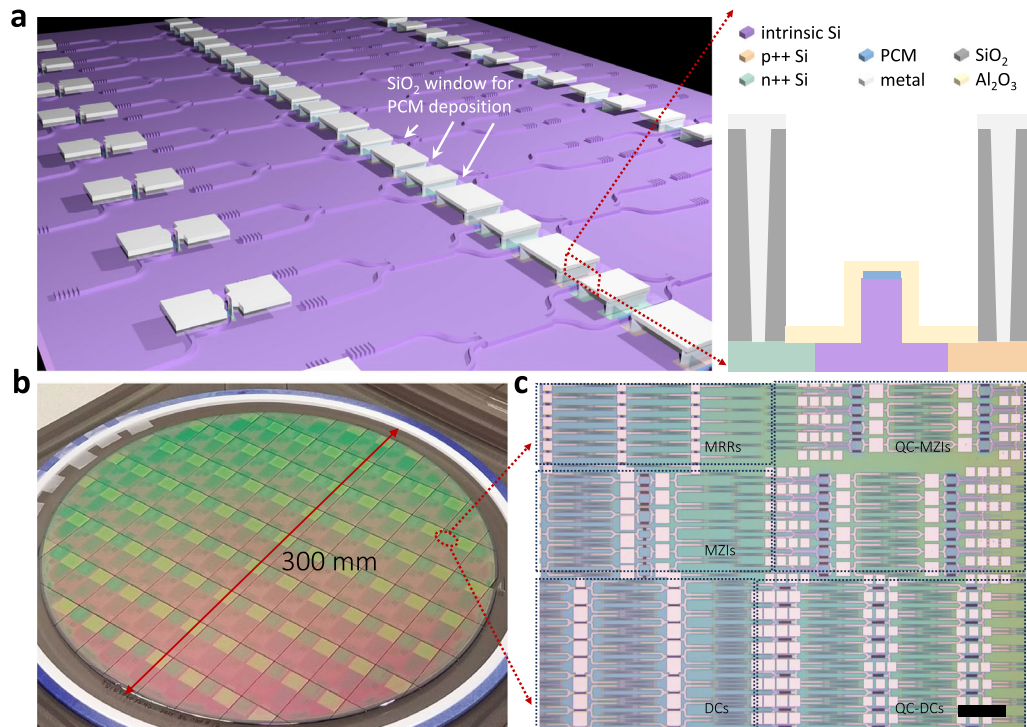 a
SiO₂ window for
PCM deposition
intrinsic Si
p++ Si
PCM
SiO₂
n++ Si
metal
Al₂O₃
b
300 mm
c
MRRs
QC-MZIs
MZIs
DCs
QC-DCs